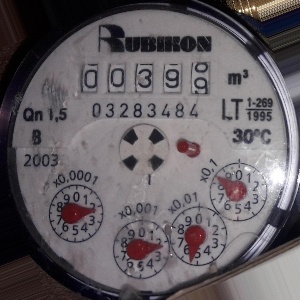 RUBIKON
0039 m³
03283484
Qn 1,5
LT 1-269
1995
B
30°C
2003
x0,0001
x0,001
x0,01
x0,1